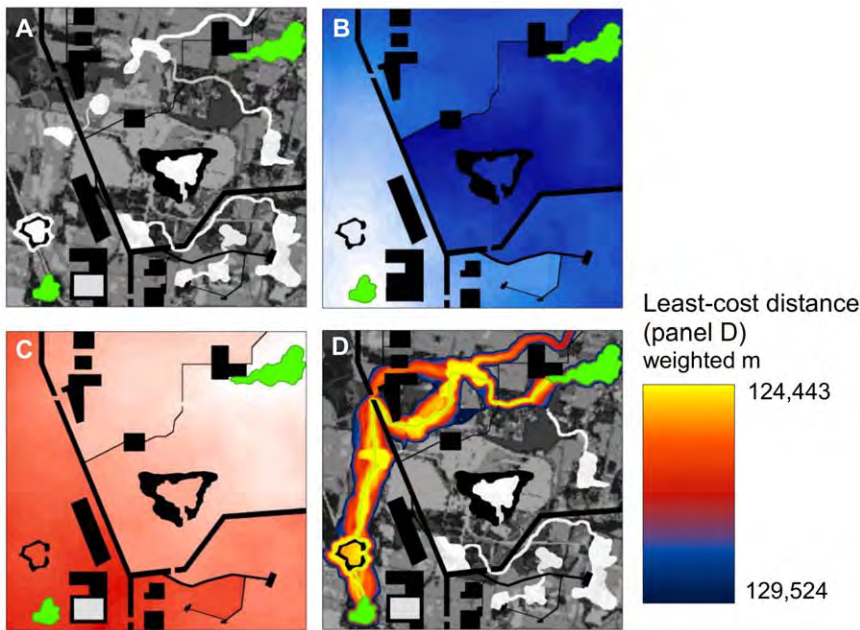 A
B
C
D
Least-cost distance
(panel D)
weighted m
124,443
129,524